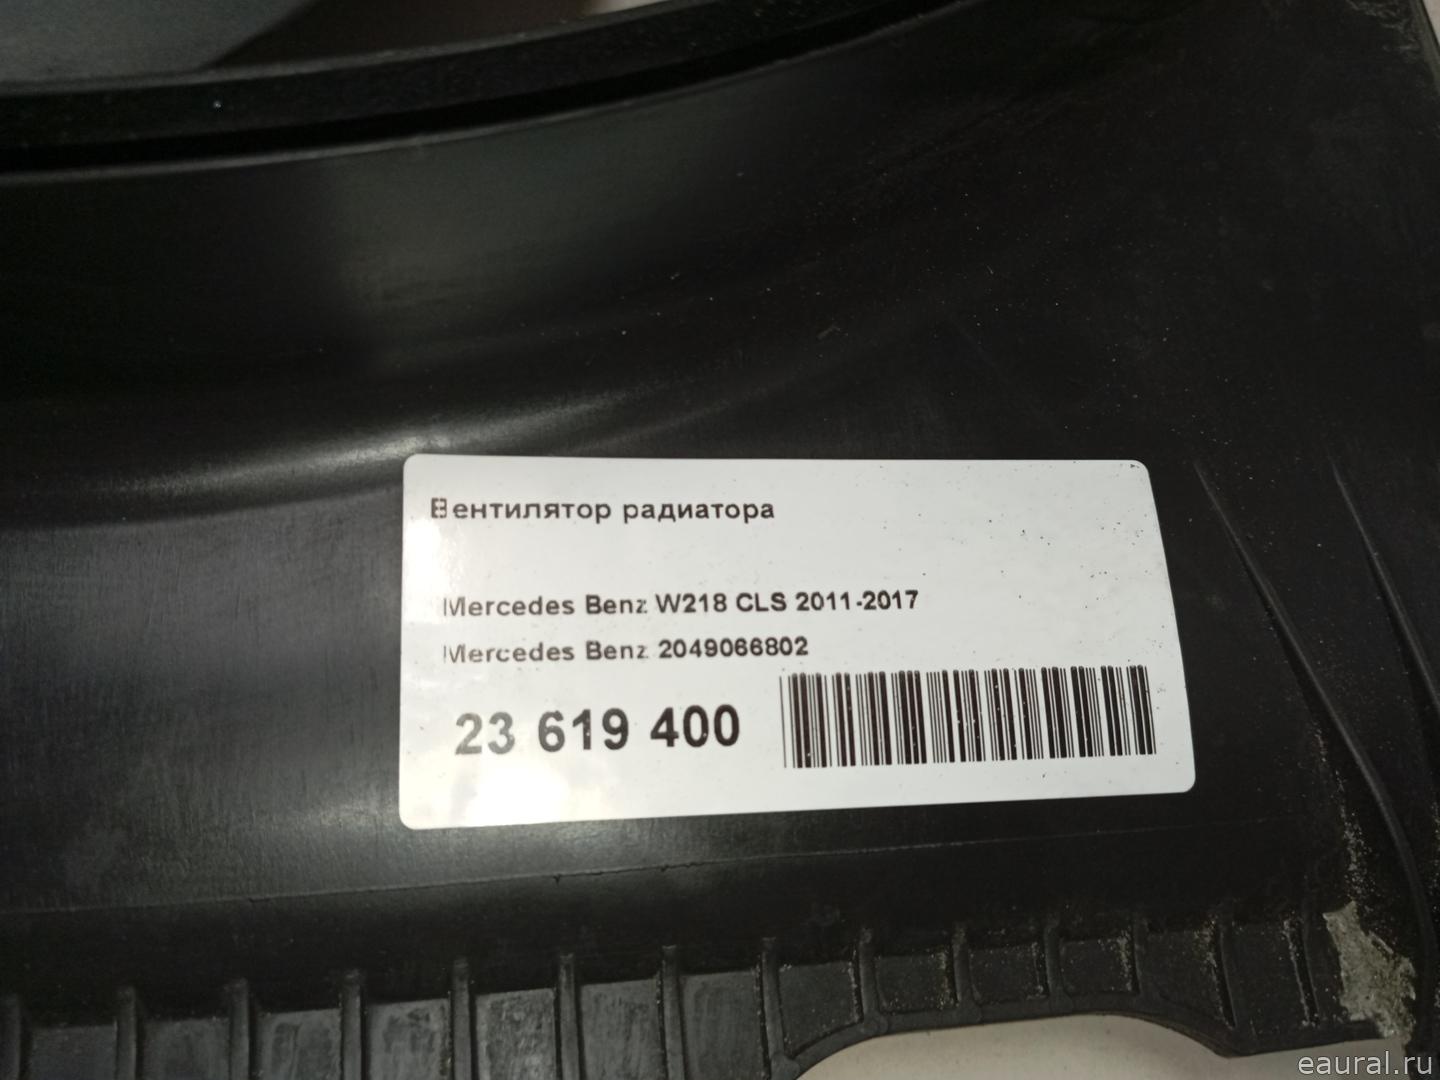 Вентилятор радиатора
Mercedes Benz W218 CLS 2011-2017
Mercedes Benz 2049066802
23 619 400
eaural.ru